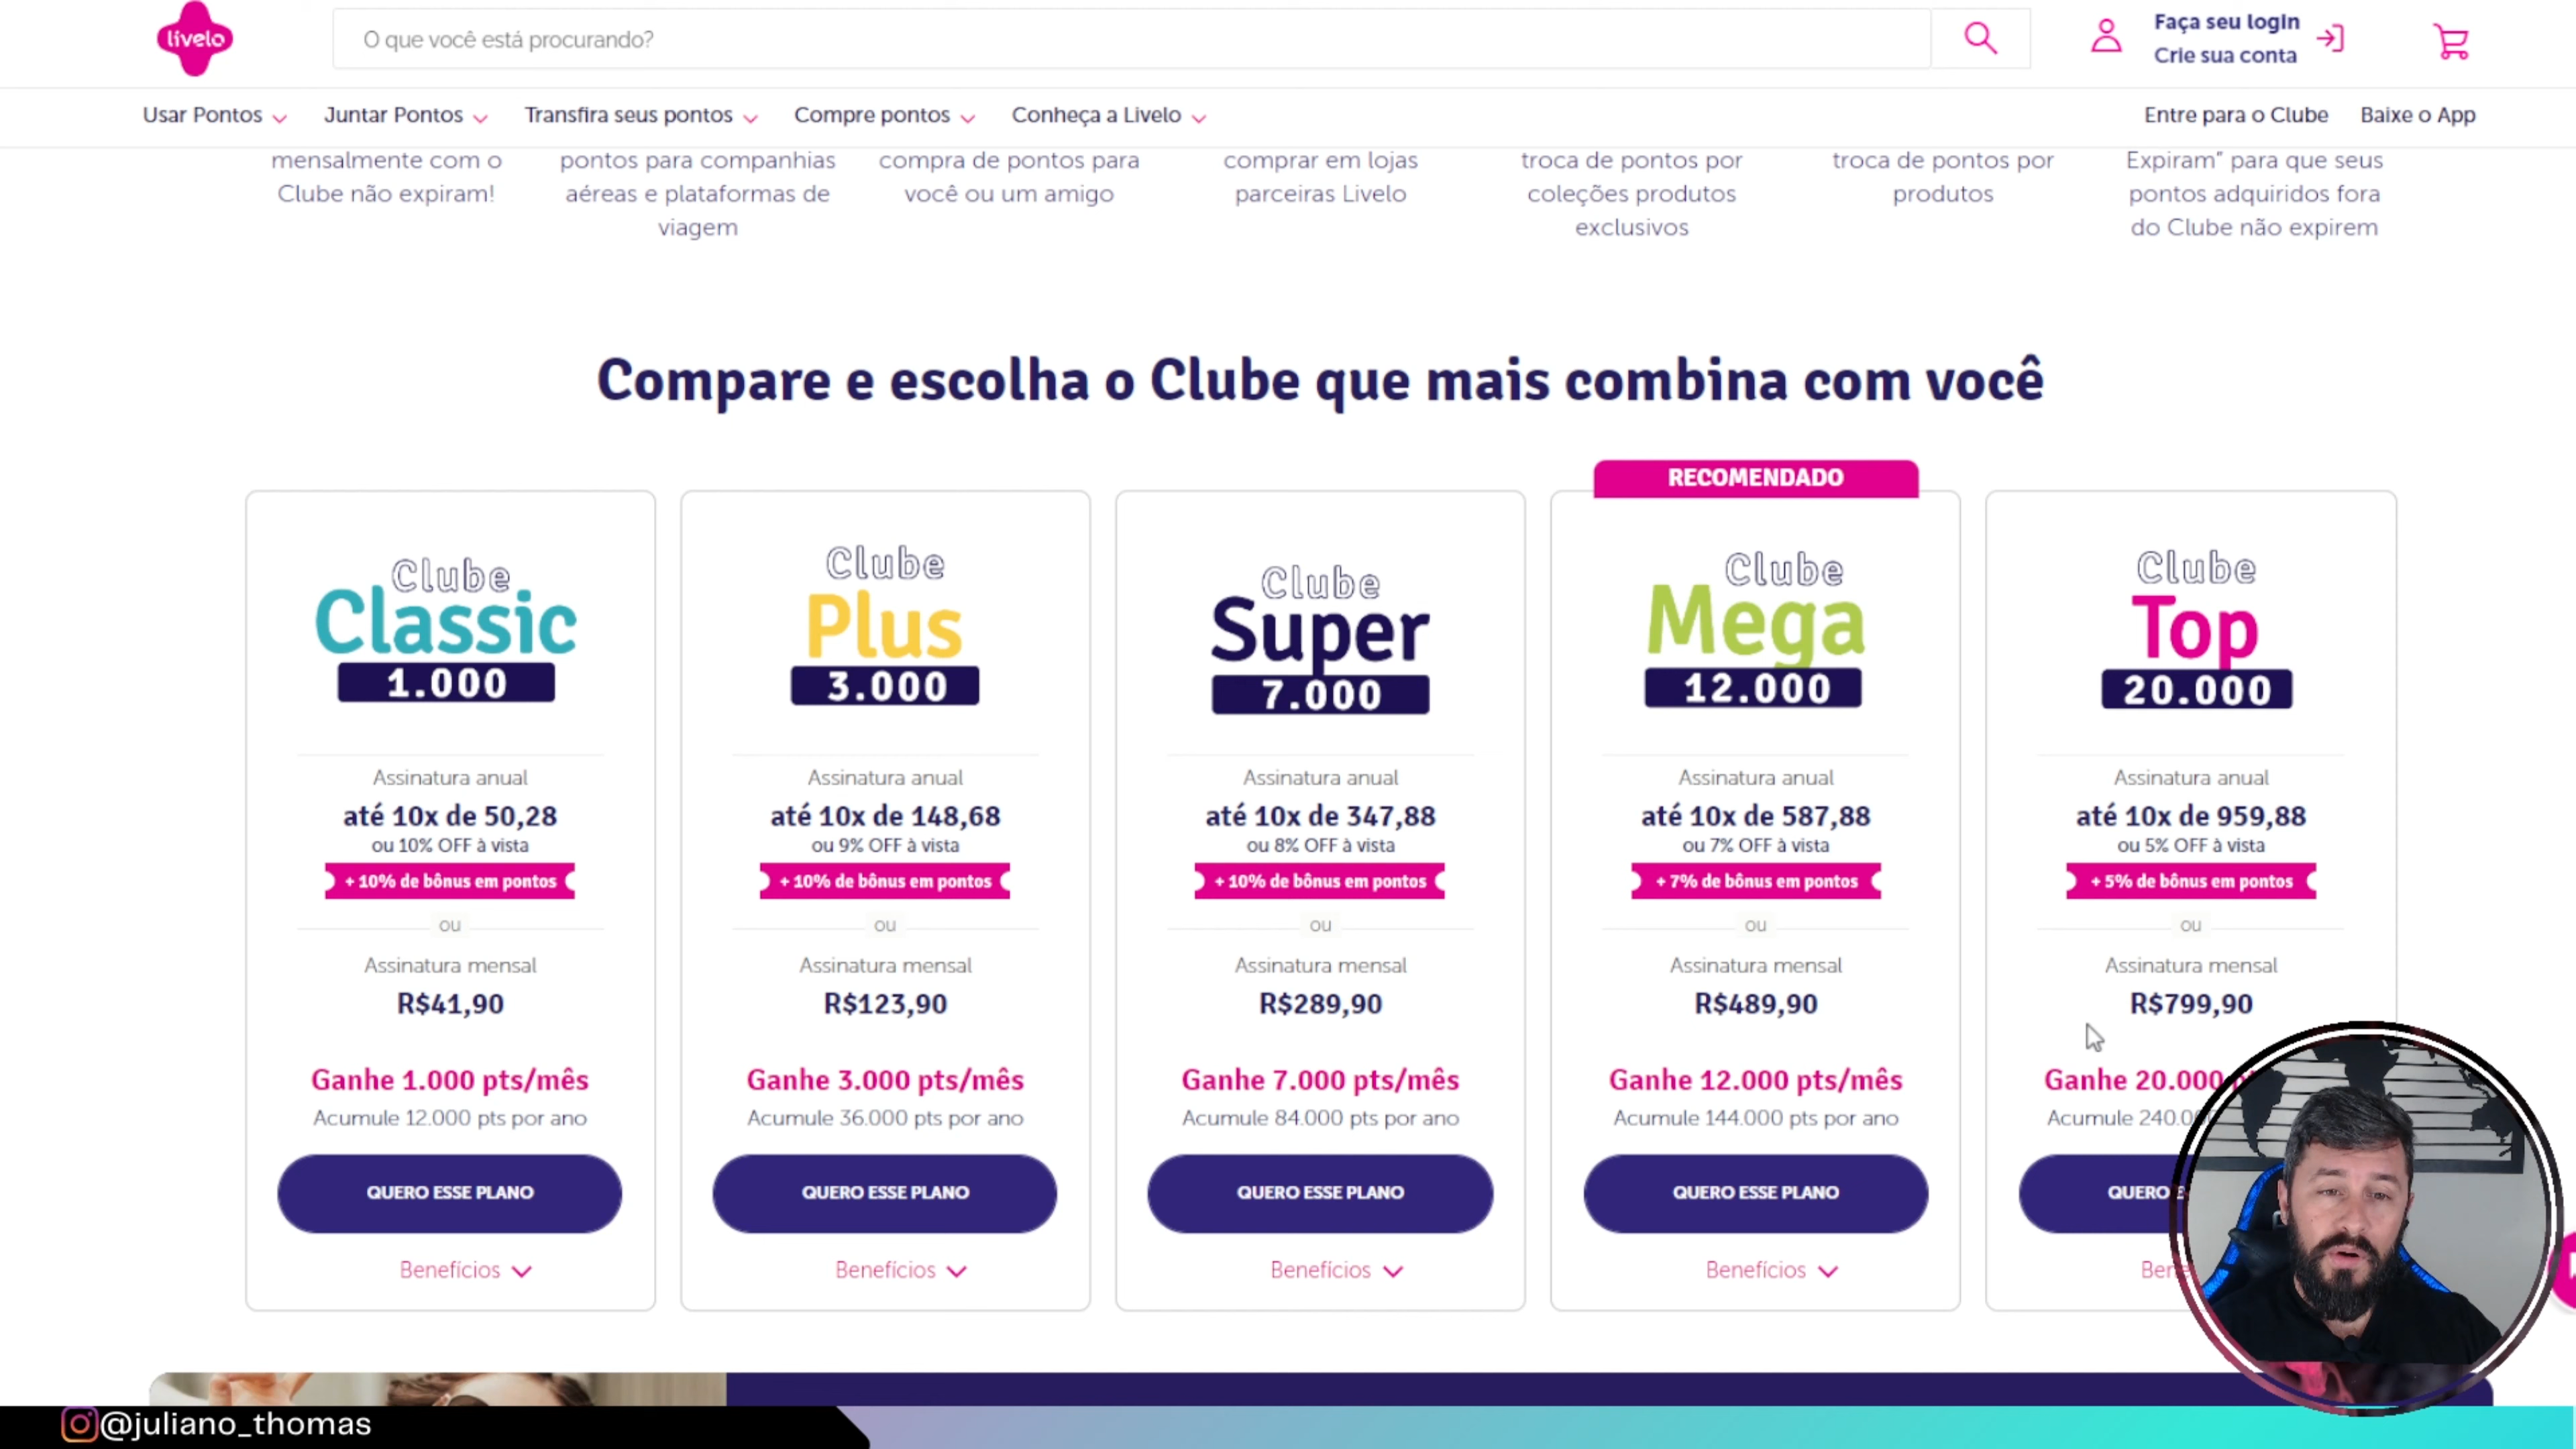 livelo
O que você está procurando?
Faça seu login
Crie sua conta
Usar Pontos
Juntar Pontos
Transfira seus pontos
Compre pontos
Conheça a Livelo
Entre para o Clube
Baixe o App
mensalmente com o
Clube não expiram!
pontos para companhias
aéreas e plataformas de
viagem
compra de pontos para
você ou um amigo
comprar em lojas
parceiras Livelo
troca de pontos por
coleções produtos
exclusivos
troca de pontos por
produtos
Expiram" para que seus
pontos adquiridos fora
do Clube não expirem
Compare e escolha o Clube que mais combina com você
Clube
Classic
1.000
Assinatura anual
até 10x de 50,28
ou 10% OFF à vista
+ 10% de bônus em pontos
ou
Assinatura mensal
R$41,90
Ganhe 1.000 pts/mês
Acumule 12.000 pts por ano
QUERO ESSE PLANO
Benefícios
Clube
Plus
3.000
Assinatura anual
até 10x de 148,68
ou 9% OFF à vista
+ 10% de bônus em pontos
ou
Assinatura mensal
R$123,90
Ganhe 3.000 pts/mês
Acumule 36.000 pts por ano
QUERO ESSE PLANO
Benefícios
Clube
Super
7.000
Assinatura anual
até 10x de 347,88
ou 8% OFF à vista
+ 10% de bônus em pontos
ou
Assinatura mensal
R$289,90
Ganhe 7.000 pts/mês
Acumule 84.000 pts por ano
QUERO ESSE PLANO
Benefícios
RECOMENDADO
Clube
Mega
12.000
Assinatura anual
até 10x de 587,88
ou 7% OFF à vista
+ 7% de bônus em pontos
ou
Assinatura mensal
R$489,90
Ganhe 12.000 pts/mês
Acumule 144.000 pts por ano
QUERO ESSE PLANO
Benefícios
Clube
Top
20.000
Assinatura anual
até 10x de 959,88
ou 5% OFF à vista
+ 5% de bônus em pontos
ou
Assinatura mensal
R$799,90
Ganhe 20.000
Acumule
QUERO
@juliano_thomas